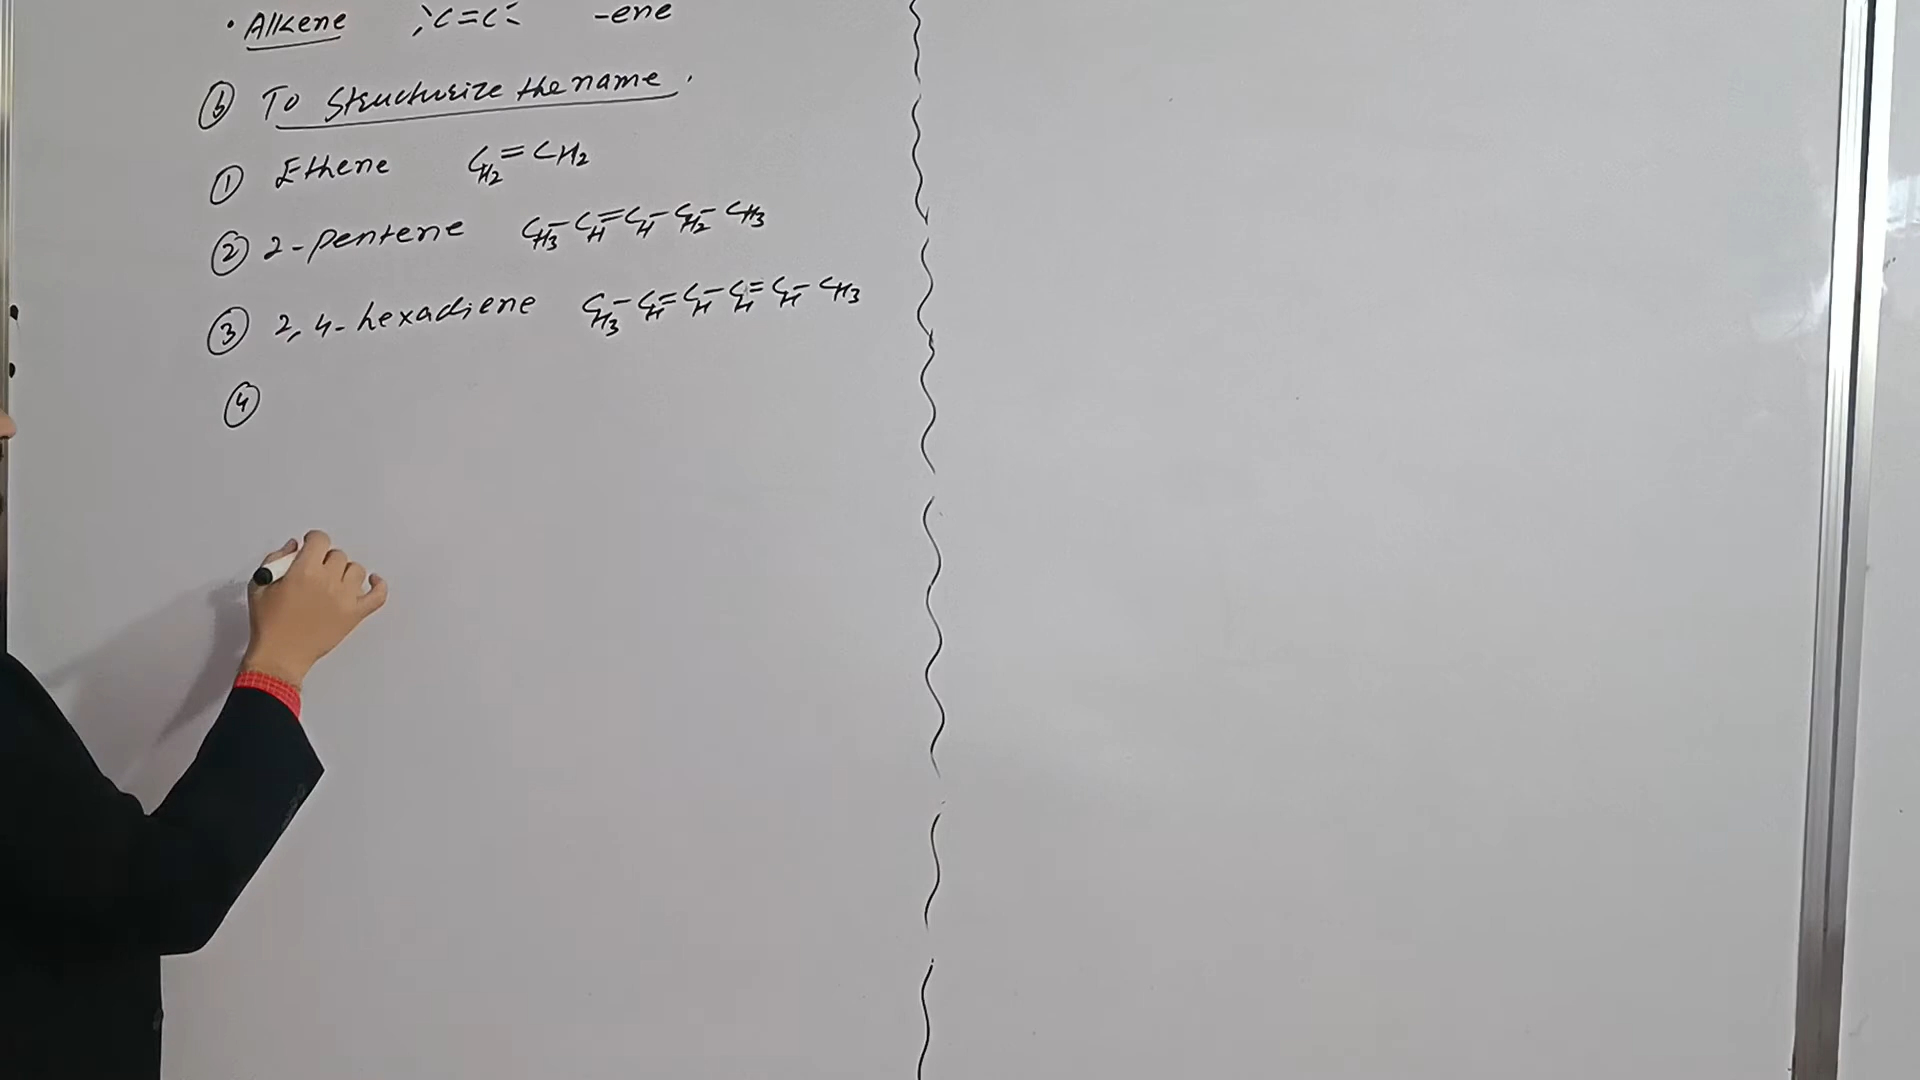 • Alkene >C=C< -ene
ⓑ To Structurize the name.
① Ethene CH2=CH2
② 2-pentene CH3-CH=CH-CH2-CH3
③ 2,4-hexadiene CH3-CH=CH-CH=CH-CH3
④